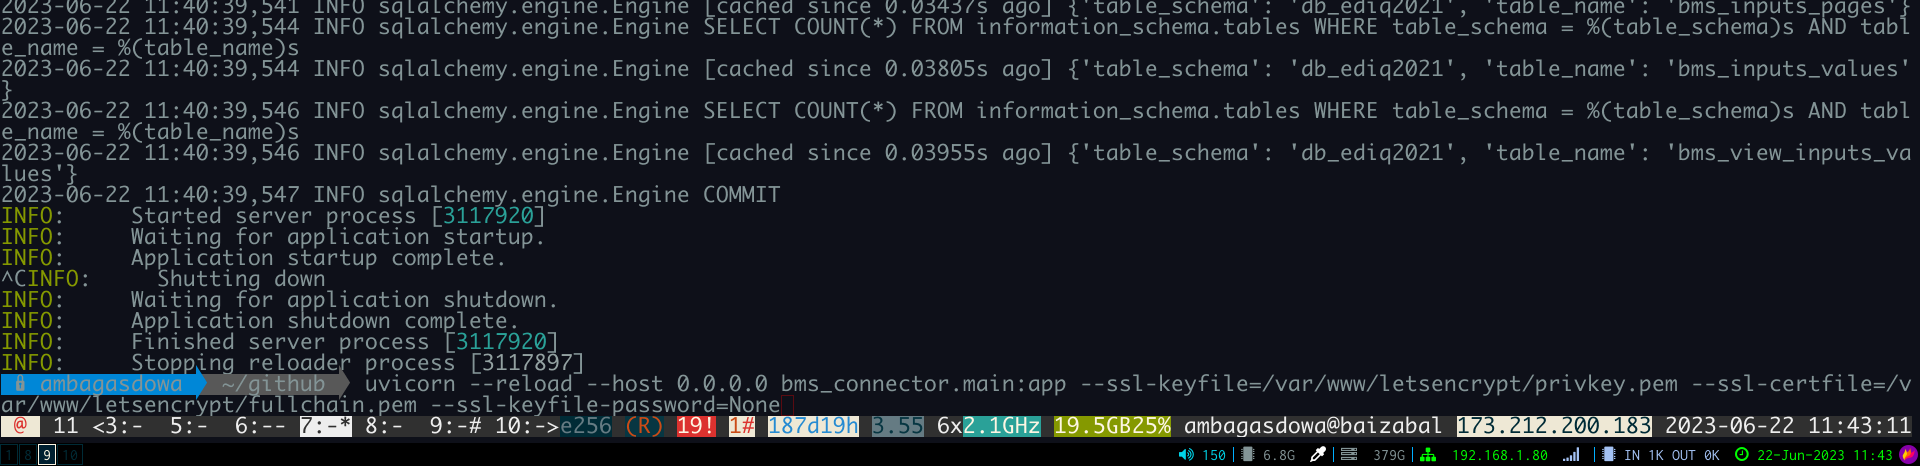 2023-06-22 11:40:39,541 INFO sqlalchemy.engine.Engine [cached since 0.03437s ago] {'table_schema': 'db_ediq2021', 'table_name': 'bms_inputs_pages'}
2023-06-22 11:40:39,544 INFO sqlalchemy.engine.Engine SELECT COUNT(*) FROM information_schema.tables WHERE table_schema = %(table_schema)s AND tabl
e_name = %(table_name)s
2023-06-22 11:40:39,544 INFO sqlalchemy.engine.Engine [cached since 0.03805s ago] {'table_schema': 'db_ediq2021', 'table_name': 'bms_inputs_values'
}
2023-06-22 11:40:39,546 INFO sqlalchemy.engine.Engine SELECT COUNT(*) FROM information_schema.tables WHERE table_schema = %(table_schema)s AND tabl
e_name = %(table_name)s
2023-06-22 11:40:39,546 INFO sqlalchemy.engine.Engine [cached since 0.03955s ago] {'table_schema': 'db_ediq2021', 'table_name': 'bms_view_inputs_va
lues'}
2023-06-22 11:40:39,547 INFO sqlalchemy.engine.Engine COMMIT
INFO:     Started server process [3117920]
INFO:     Waiting for application startup.
INFO:     Application startup complete.
^CINFO:     Shutting down
INFO:     Waiting for application shutdown.
INFO:     Application shutdown complete.
INFO:     Finished server process [3117920]
INFO:     Stopping reloader process [3117897]
ambagasdowa ~/github uvicorn --reload --host 0.0.0.0 bms_connector.main:app --ssl-keyfile=/var/www/letsencrypt/privkey.pem --ssl-certfile=/v
ar/www/letsencrypt/fullchain.pem --ssl-keyfile-password=None
@ 11 <3:- 5:- 6:-- 7:-* 8:- 9:-# 10:->e256 (R) 19! 1# 187d19h 3.55 6x2.1GHz 19.5GB25% ambagasdowa@baizabal 173.212.200.183 2023-06-22 11:43:11
1 8 9 10 150 6.8G 379G 192.168.1.80 IN 1K OUT 0K 22-Jun-2023 11:43